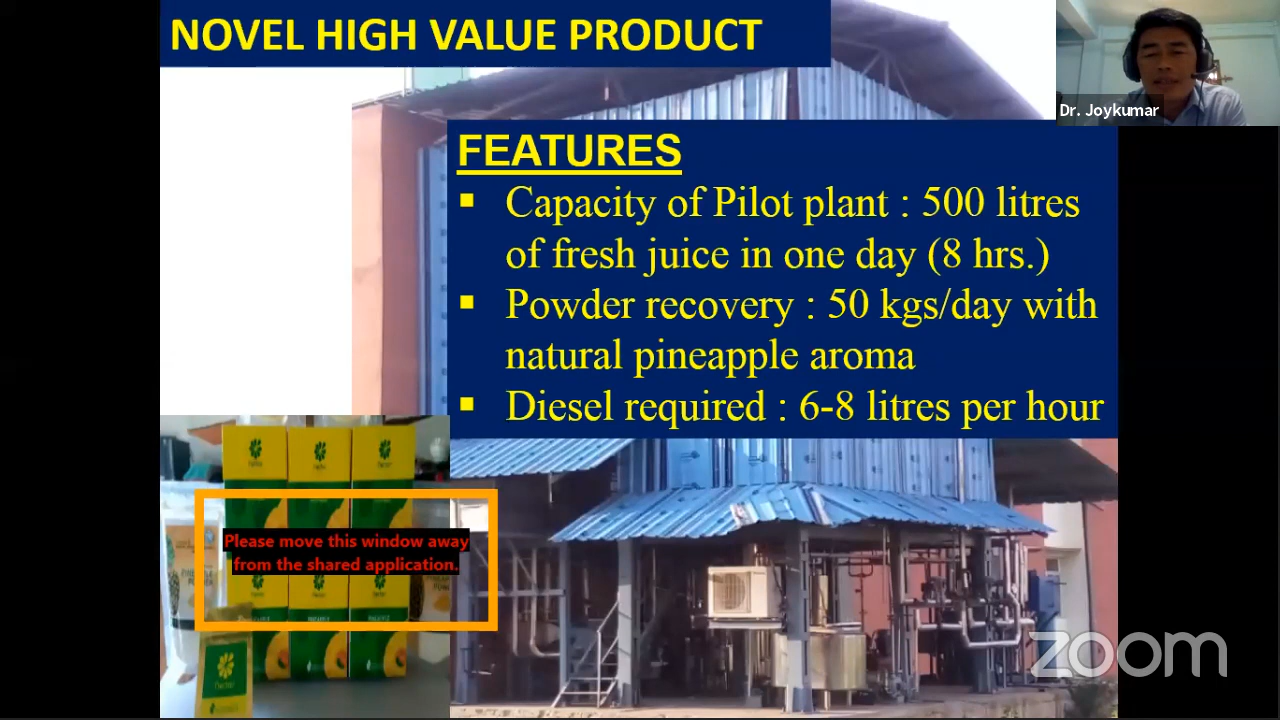 NOVEL HIGH VALUE PRODUCT
Dr. Joykumar
FEATURES
▪ Capacity of Pilot plant : 500 litres
of fresh juice in one day (8 hrs.)
▪ Powder recovery : 50 kgs/day with
natural pineapple aroma
▪ Diesel required : 6-8 litres per hour
Please move this window away
from the shared application.
zoom